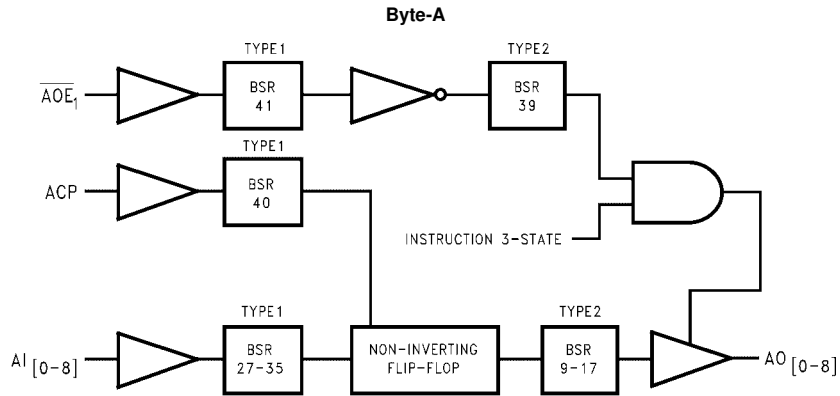 Byte-A
TYPE1
TYPE2
AOE1
BSR
41
BSR
39
TYPE1
ACP
BSR
40
INSTRUCTION 3-STATE
TYPE1
TYPE2
AI[0-8]
BSR
27-35
NON-INVERTING
FLIP-FLOP
BSR
9-17
AO[0-8]